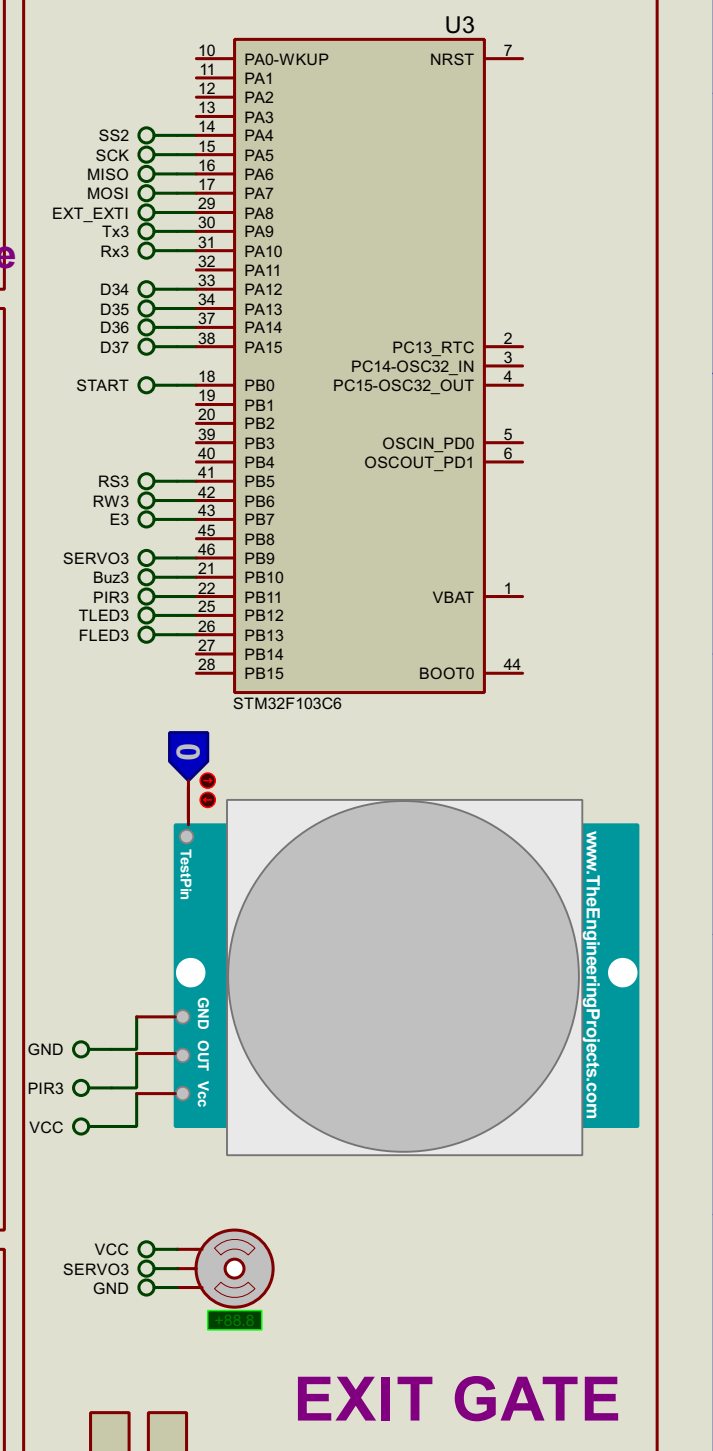 U3
10 PA0-WKUP NRST 7
11 PA1
12 PA2
13 PA3
SS2 14 PA4
SCK 15 PA5
MISO 16 PA6
MOSI 17 PA7
EXT_EXTI 29 PA8
Tx3 30 PA9
e
Rx3 31 PA10
32 PA11
D34 33 PA12
D35 34 PA13
D36 37 PA14
D37 38 PA15 PC13_RTC 2
PC14-OSC32_IN 3
START 18 PB0 PC15-OSC32_OUT 4
19 PB1
20 PB2
39 PB3 OSCIN_PD0 5
40 PB4 OSCOUT_PD1 6
RS3 41 PB5
RW3 42 PB6
E3 43 PB7
45 PB8
SERVO3 46 PB9
Buz3 21 PB10
PIR3 22 PB11 VBAT 1
TLED3 25 PB12
FLED3 26 PB13
27 PB14
28 PB15 BOOT0 44
STM32F103C6
0
TestPin
www.TheEngineeringProjects.com
GND
OUT
Vcc
GND
PIR3
VCC
VCC
SERVO3
GND
+88.8
EXIT GATE